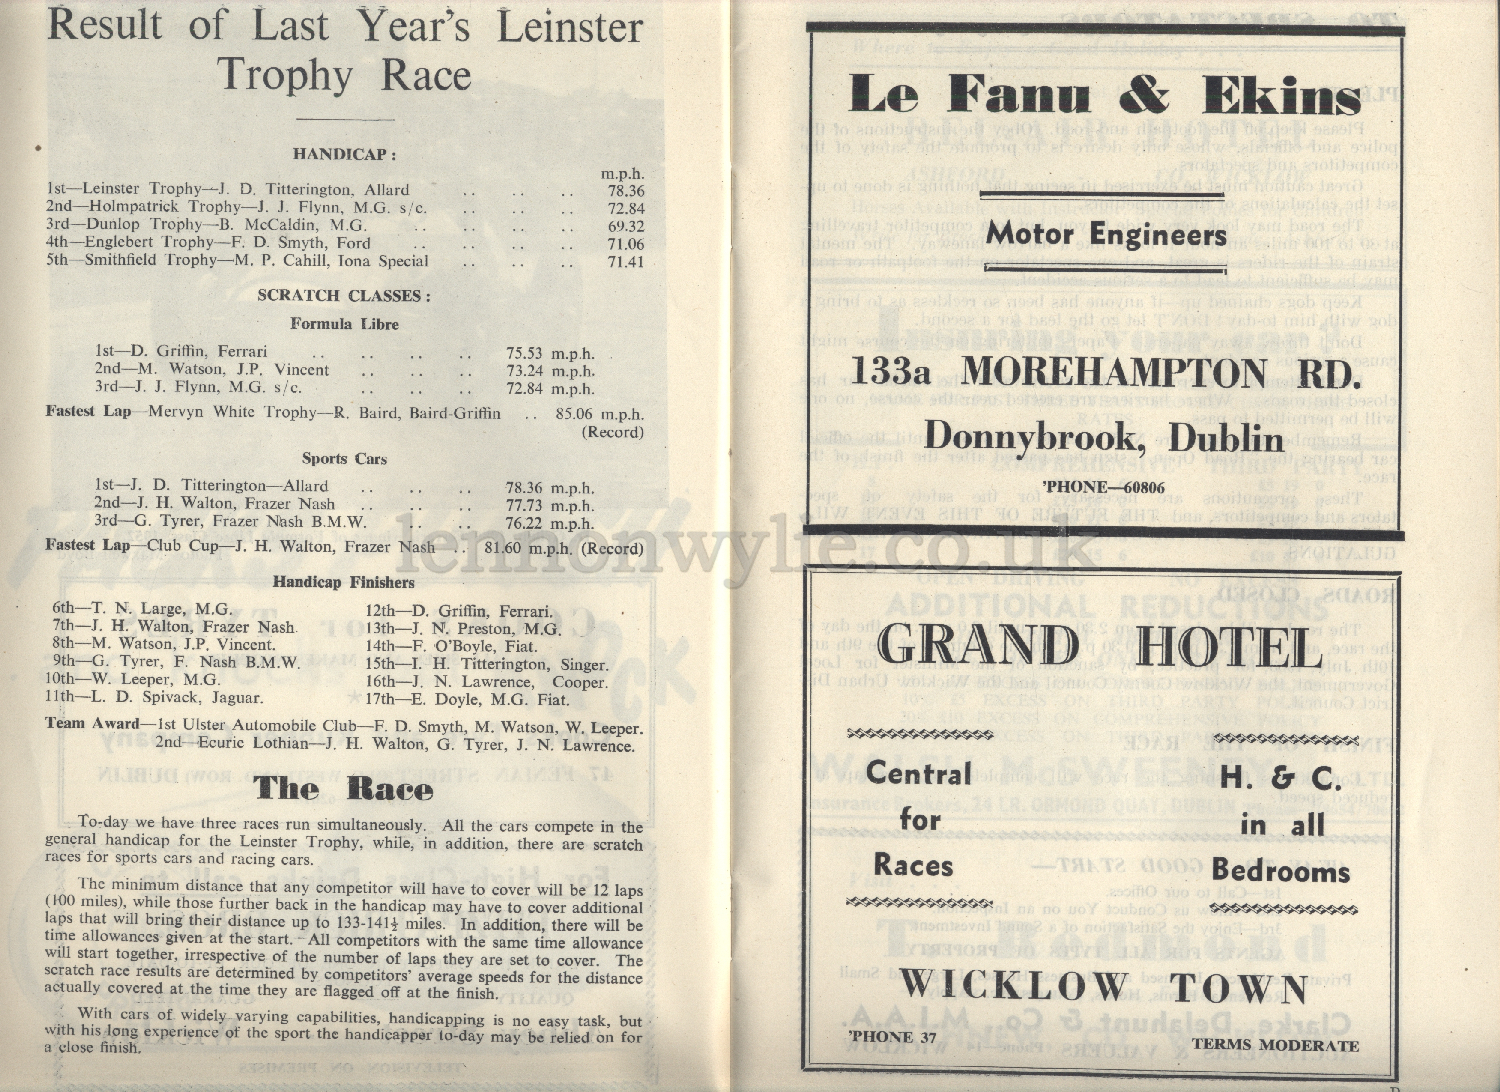 Result of Last Year's Leinster
Trophy Race
HANDICAP:
m.p.h.
1st—Leinster Trophy—J. D. Titterington, Allard .. .. .. 78.36
2nd—Holmpatrick Trophy—J. J. Flynn, M.G. s/c. .. .. .. 72.84
3rd—Dunlop Trophy—B. McCaldin, M.G. .. .. .. 69.32
4th—Englebert Trophy—F. D. Smyth, Ford .. .. .. 71.06
5th—Smithfield Trophy—M. P. Cahill, Iona Special .. .. .. 71.41
SCRATCH CLASSES:
Formula Libre
1st—D. Griffin, Ferrari .. .. .. .. 75.53 m.p.h.
2nd—M. Watson, J.P. Vincent .. .. .. 73.24 m.p.h.
3rd—J. J. Flynn, M.G. s/c. .. .. .. 72.84 m.p.h.
Fastest Lap—Mervyn White Trophy—R. Baird, Baird-Griffin .. 85.06 m.p.h.
(Record)
Sports Cars
1st—J. D. Titterington—Allard .. .. .. 78.36 m.p.h.
2nd—J. H. Walton, Frazer Nash .. .. .. 77.73 m.p.h.
3rd—G. Tyrer, Frazer Nash B.M.W. .. .. 76.22 m.p.h.
Fastest Lap—Club Cup—J. H. Walton, Frazer Nash .. 81.60 m.p.h. (Record)
Handicap Finishers
6th—T. N. Large, M.G.
7th—J. H. Walton, Frazer Nash.
8th—M. Watson, J.P. Vincent.
9th—G. Tyrer, F. Nash B.M.W.
10th—W. Leeper, M.G.
11th—L. D. Spivack, Jaguar.
12th—D. Griffin, Ferrari.
13th—J. N. Preston, M.G.
14th—F. O'Boyle, Fiat.
15th—I. H. Titterington, Singer.
16th—J. N. Lawrence, Cooper.
17th—E. Doyle, M.G. Fiat.
Team Award—1st Ulster Automobile Club—F. D. Smyth, M. Watson, W. Leeper.
2nd—Ecurie Lothian—J. H. Walton, G. Tyrer, J. N. Lawrence.
The Race
To-day we have three races run simultaneously. All the cars compete in the
general handicap for the Leinster Trophy, while, in addition, there are scratch
races for sports cars and racing cars.
The minimum distance that any competitor will have to cover will be 12 laps
(100 miles), while those further back in the handicap may have to cover additional
laps that will bring their distance up to 133-141½ miles. In addition, there will be
time allowances given at the start. All competitors with the same time allowance
will start together, irrespective of the number of laps they are set to cover. The
scratch race results are determined by competitors' average speeds for the distance
actually covered at the time they are flagged off at the finish.
With cars of widely varying capabilities, handicapping is no easy task, but
with his long experience of the sport the handicapper to-day may be relied on for
a close finish.
Le Fanu & Ekins
Motor Engineers
133a MOREHAMPTON RD.
Donnybrook, Dublin
'PHONE—60806
lennonwylie.co.uk
GRAND HOTEL
Central
for
Races
H. & C.
in all
Bedrooms
WICKLOW TOWN
'PHONE 37
TERMS MODERATE